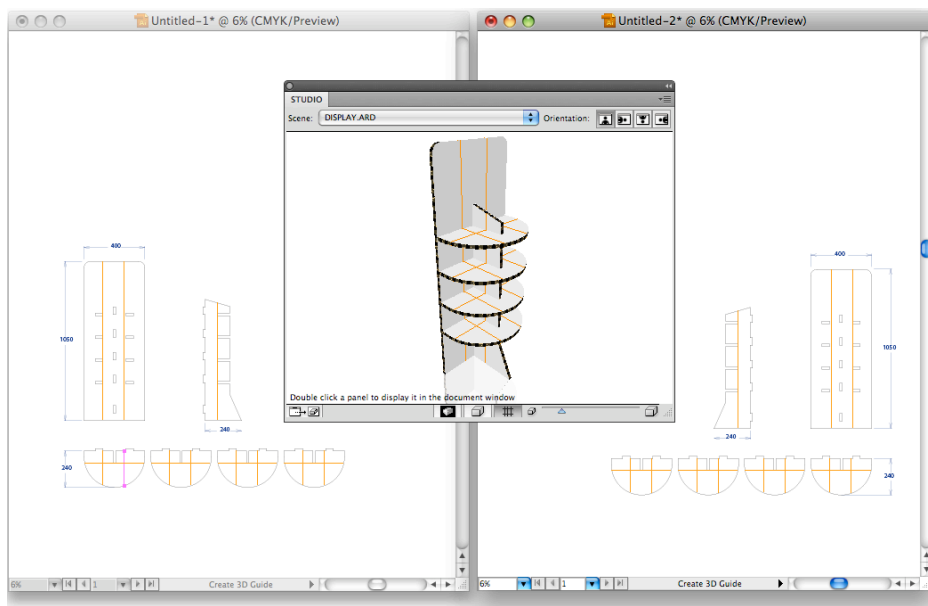 Untitled-1* @ 6% (CMYK/Preview)
Untitled-2* @ 6% (CMYK/Preview)
STUDIO
Scene: DISPLAY.ARD Orientation:
Double click a panel to display it in the document window
400
1050
240
240
400
1050
240
240
6% 1 Create 3D Guide
6% 1 Create 3D Guide